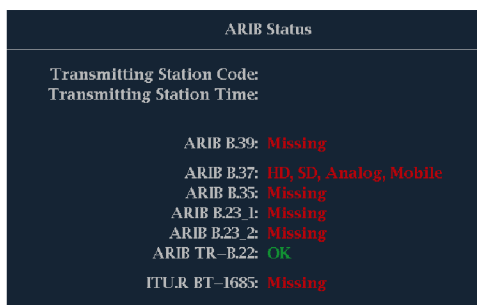 ARIB Status
Transmitting Station Code:
Transmitting Station Time:
ARIB B.39: Missing
ARIB B.37: HD, SD, Analog, Mobile
ARIB B.35: Missing
ARIB B.23_1: Missing
ARIB B.23_2: Missing
ARIB TR-B.22: OK
ITU.R BT-1685: Missing